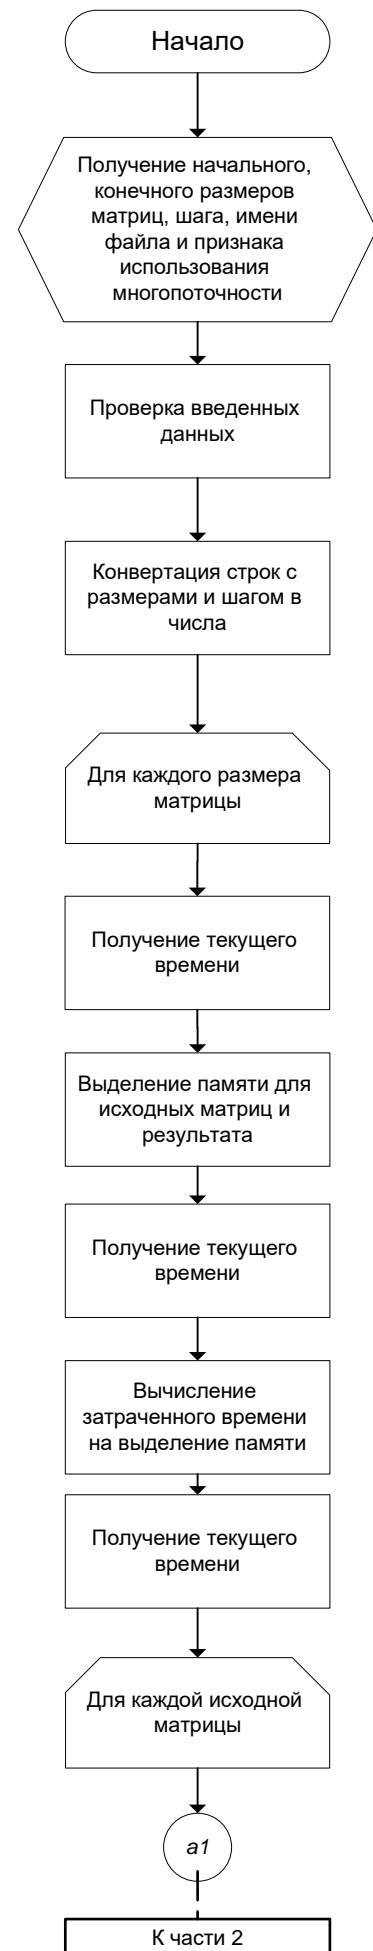 Начало
Получение начального,
конечного размеров
матриц, шага, имени
файла и признака
использования
многопоточности
Проверка введенных
данных
Конвертация строк с
размерами и шагом в
числа
Для каждого размера
матрицы
Получение текущего
времени
Выделение памяти для
исходных матриц и
результата
Получение текущего
времени
Вычисление
затраченного времени
на выделение памяти
Получение текущего
времени
Для каждой исходной
матрицы
a1
К части 2